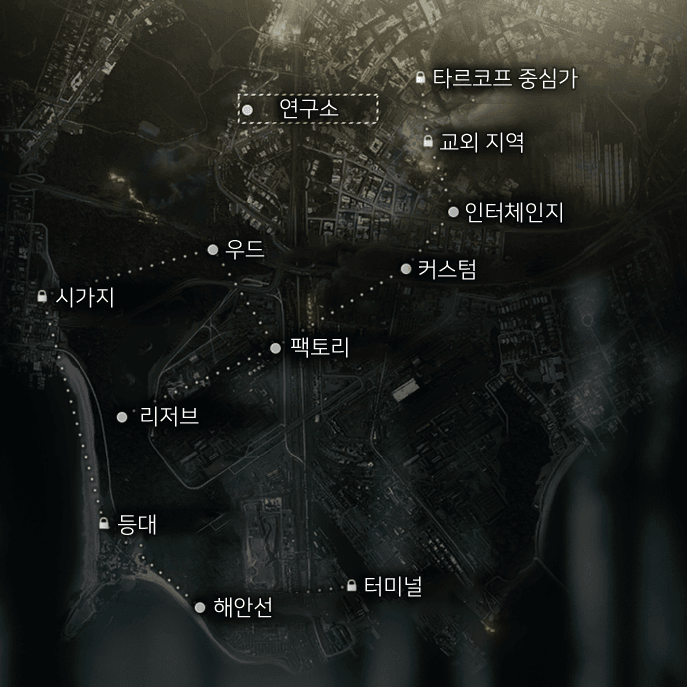 타르코프 중심가
연구소
교외 지역
인터체인지
우드
커스텀
시가지
팩토리
리저브
등대
터미널
해안선